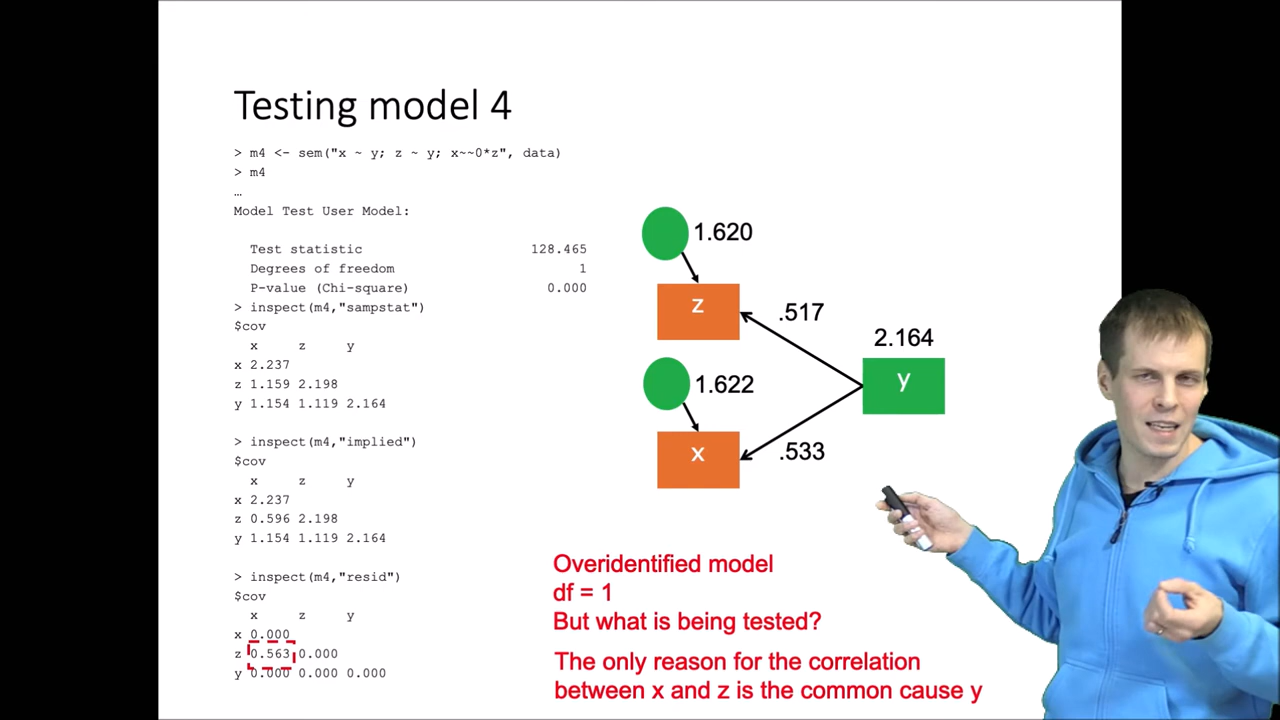 Testing model 4
> m4 <- sem("x ~ y; z ~ y; x~~0*z", data)
> m4
…
Model Test User Model:
Test statistic 128.465
Degrees of freedom 1
P-value (Chi-square) 0.000
> inspect(m4,"sampstat")
$cov
x z y
x 2.237
z 1.159 2.198
y 1.154 1.119 2.164
> inspect(m4,"implied")
$cov
x z y
x 2.237
z 0.596 2.198
y 1.154 1.119 2.164
> inspect(m4,"resid")
$cov
x z y
x 0.000
z 0.563 0.000
y 0.000 0.000 0.000
1.620
z
.517
2.164
y
1.622
x
.533
Overidentified model
df = 1
But what is being tested?
The only reason for the correlation
between x and z is the common cause y